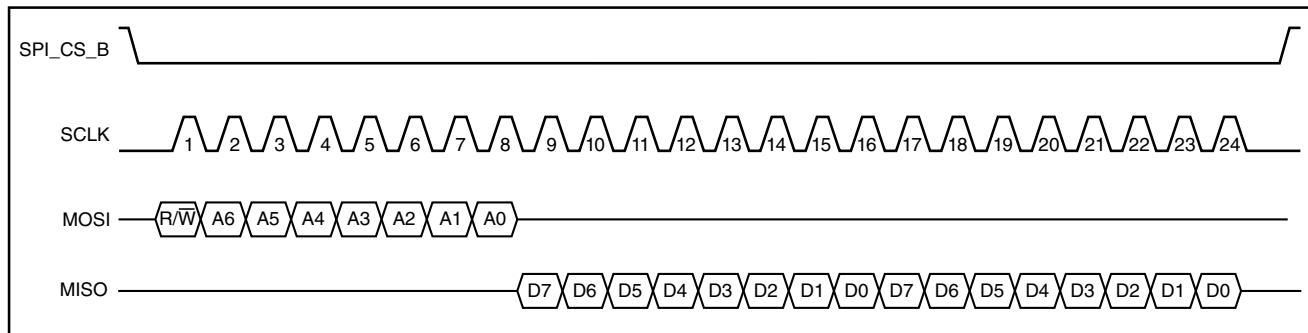 SPI_CS_B
SCLK 1 2 3 4 5 6 7 8 9 10 11 12 13 14 15 16 17 18 19 20 21 22 23 24
MOSI R/W̅ A6 A5 A4 A3 A2 A1 A0
MISO D7 D6 D5 D4 D3 D2 D1 D0 D7 D6 D5 D4 D3 D2 D1 D0